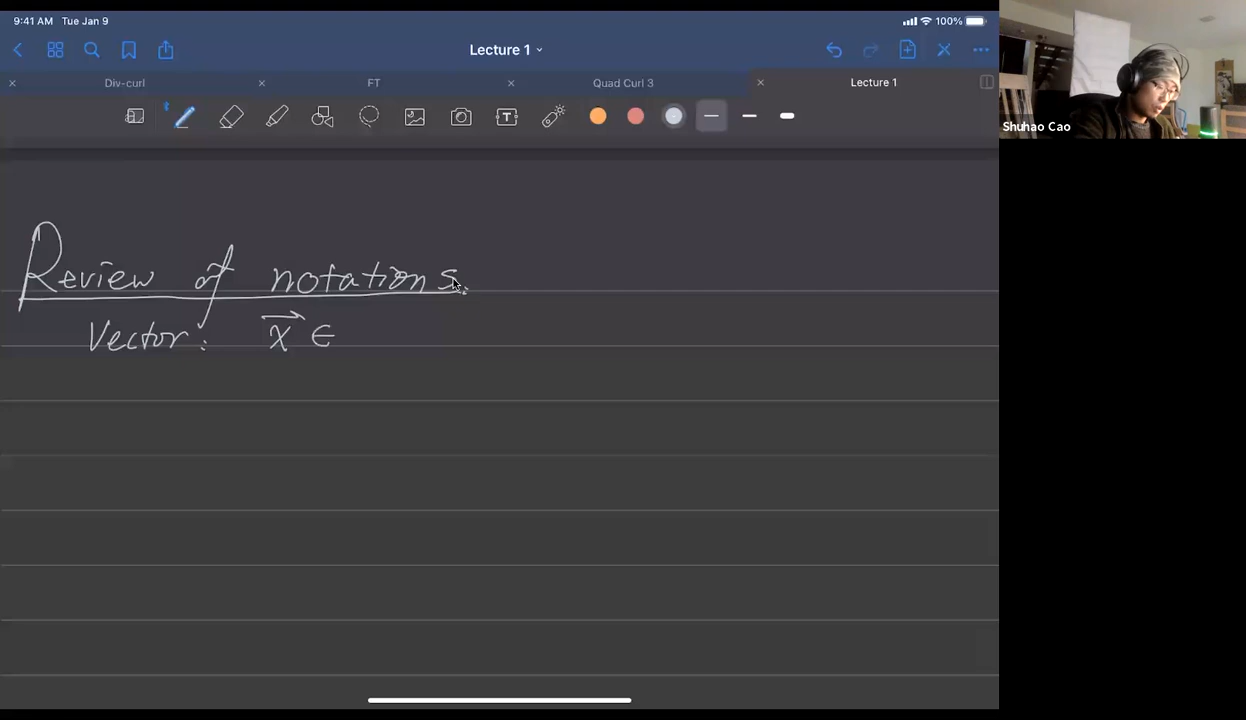 9:41 AM Tue Jan 9
100%
Lecture 1
Div-curl
FT
Quad Curl 3
Lecture 1
T
Shuhao Cao
Review of notations.
Vector: \vec{x} ∈